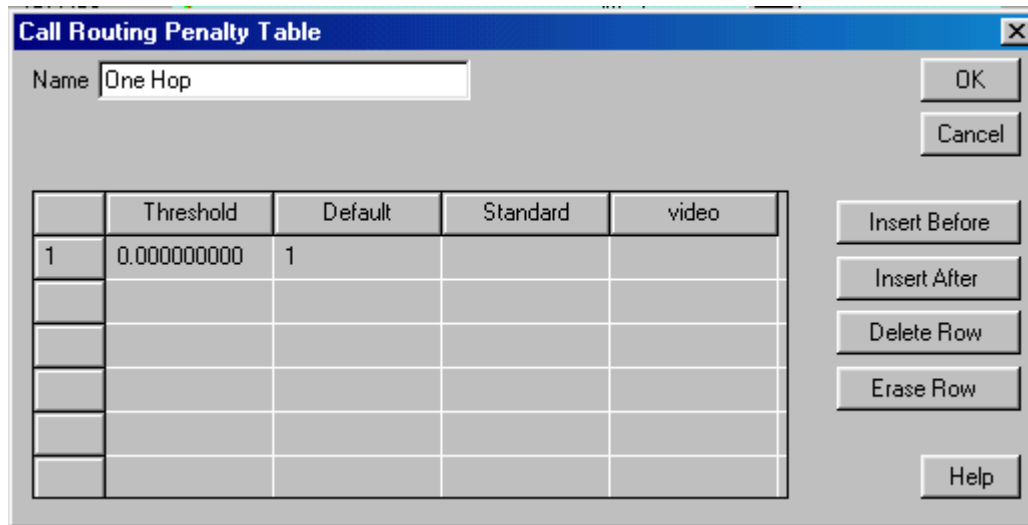 Call Routing Penalty Table
Name One Hop
OK
Cancel
Threshold Default Standard video
1 0.000000000 1
Insert Before
Insert After
Delete Row
Erase Row
Help